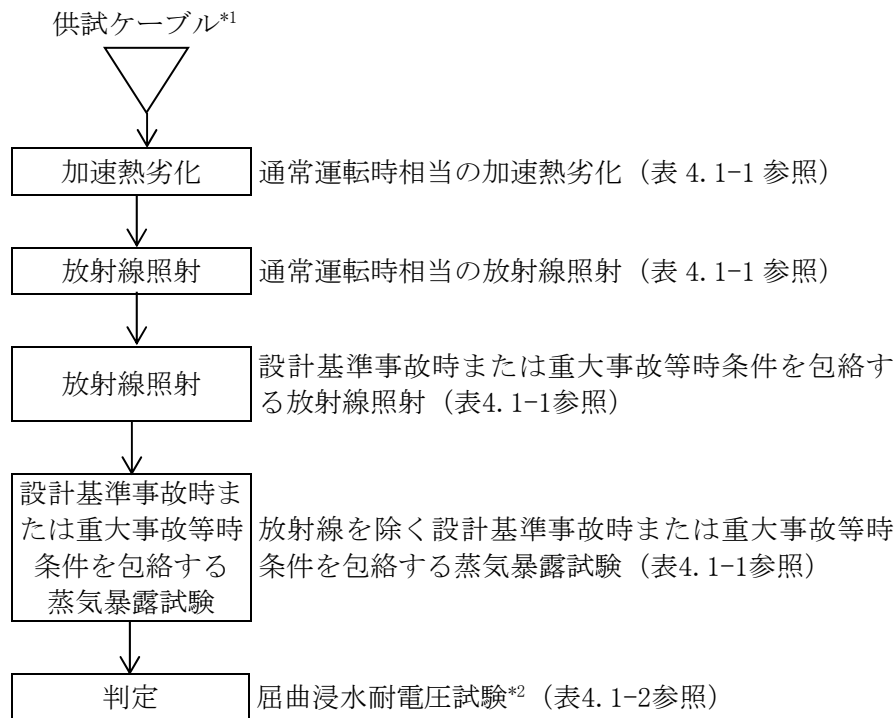 供試ケーブル*1
加速熱劣化
通常運転時相当の加速熱劣化（表 4.1-1 参照）
放射線照射
通常運転時相当の放射線照射（表 4.1-1 参照）
放射線照射
設計基準事故時または重大事故等時条件を包絡す
る放射線照射（表4.1-1参照）
設計基準事故時ま
たは重大事故等時
条件を包絡する
蒸気暴露試験
放射線を除く設計基準事故時または重大事故等時
条件を包絡する蒸気暴露試験（表4.1-1参照）
判定
屈曲浸水耐電圧試験*2（表4.1-2参照）